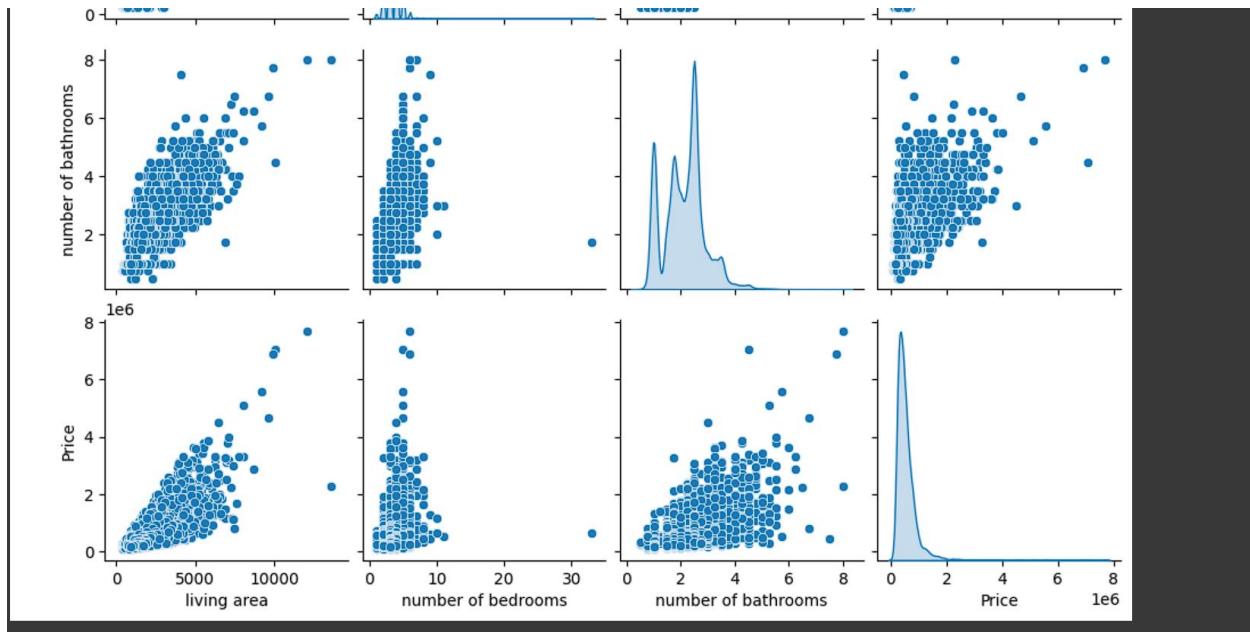 0
number of bathrooms
8
6
4
2
1e6
Price
8
6
4
2
0
0 5000 10000
0 10 20 30
0 2 4 6 8
0 2 4 6 8
living area
number of bedrooms
number of bathrooms
Price
1e6